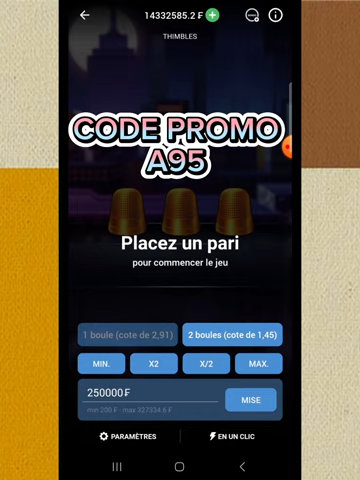 14332585.2 ₣
THIMBLES
CODE PROMO
A95
Placez un pari
pour commencer le jeu
1 boule (cote de 2,91)
2 boules (cote de 1,45)
MIN.
X2
X/2
MAX.
250000 ₣
MISE
min 200 ₣ - max 327334.6 ₣
PARAMÈTRES
EN UN CLIC